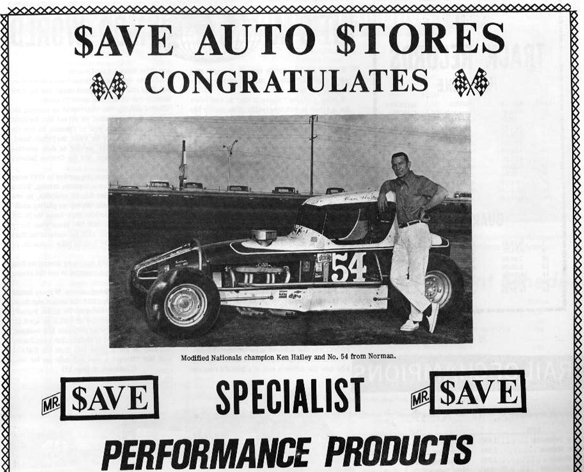 $AVE AUTO $TORES
CONGRATULATES
54
Modified Nationals champion Ken Hailey and No. 54 from Norman.
MR. $AVE SPECIALIST MR. $AVE
PERFORMANCE PRODUCTS